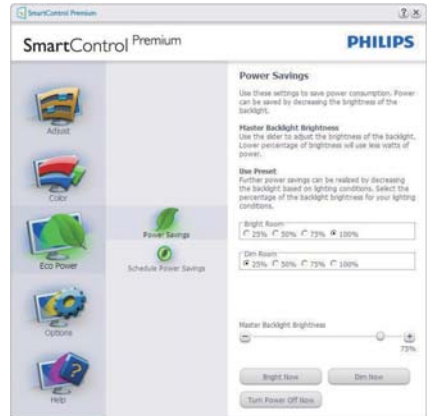 SmartControl Premium
SmartControl Premium
PHILIPS
Adjust
Color
Eco Power
Options
Help
Power Savings
Schedule Power Savings
Power Savings
Use these settings to save power consumption. Power
can be saved by decreasing the brightness of the
backlight.
Master Backlight Brightness
Use the slider to adjust the brightness of the backlight.
Lower percentage of brightness will use less watts of
power.
Use Preset
Further power savings can be realized by decreasing
the backlight based on lighting conditions. Select the
percentage of the backlight brightness for your lighting
conditions.
Bright Room
25% 50% 75% 100%
Dim Room
25% 50% 75% 100%
Master Backlight Brightness
75%
Bright Now
Dim Now
Turn Power Off Now